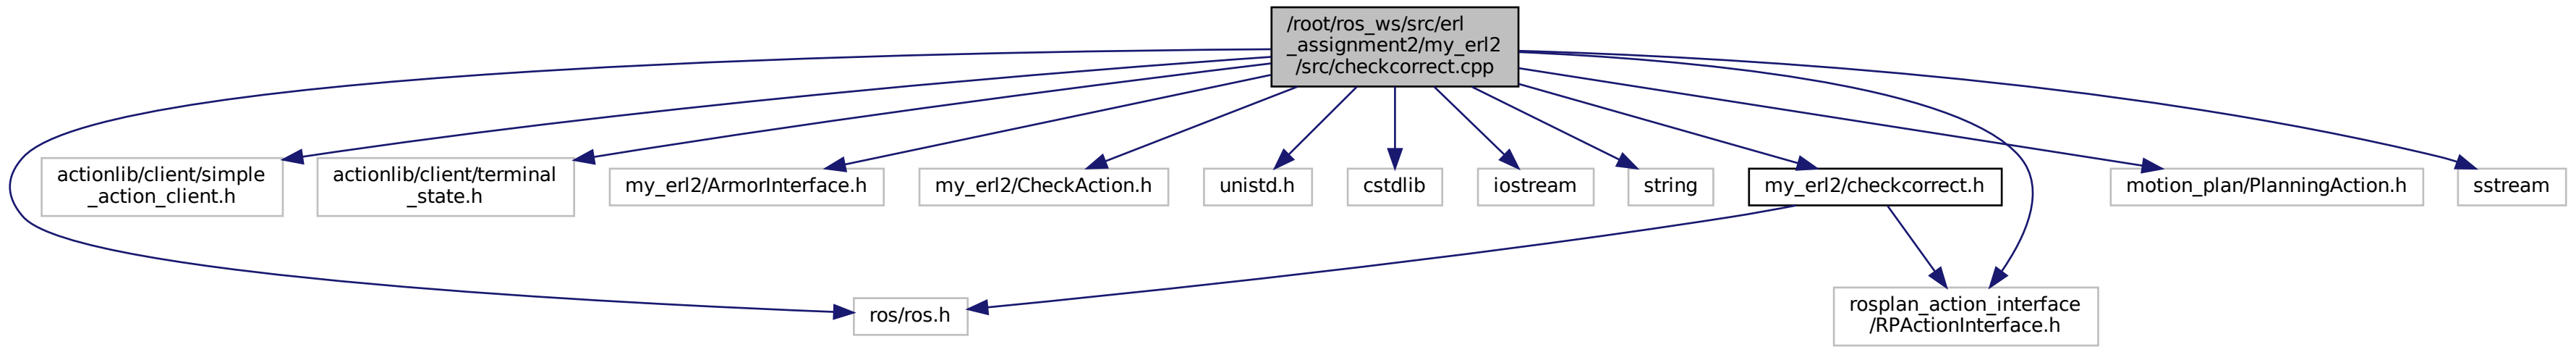 /root/ros_ws/src/erl
_assignment2/my_erl2
/src/checkcorrect.cpp
actionlib/client/simple
_action_client.h
actionlib/client/terminal
_state.h
my_erl2/ArmorInterface.h
my_erl2/CheckAction.h
unistd.h
cstdlib
iostream
string
my_erl2/checkcorrect.h
motion_plan/PlanningAction.h
sstream
ros/ros.h
rosplan_action_interface
/RPActionInterface.h